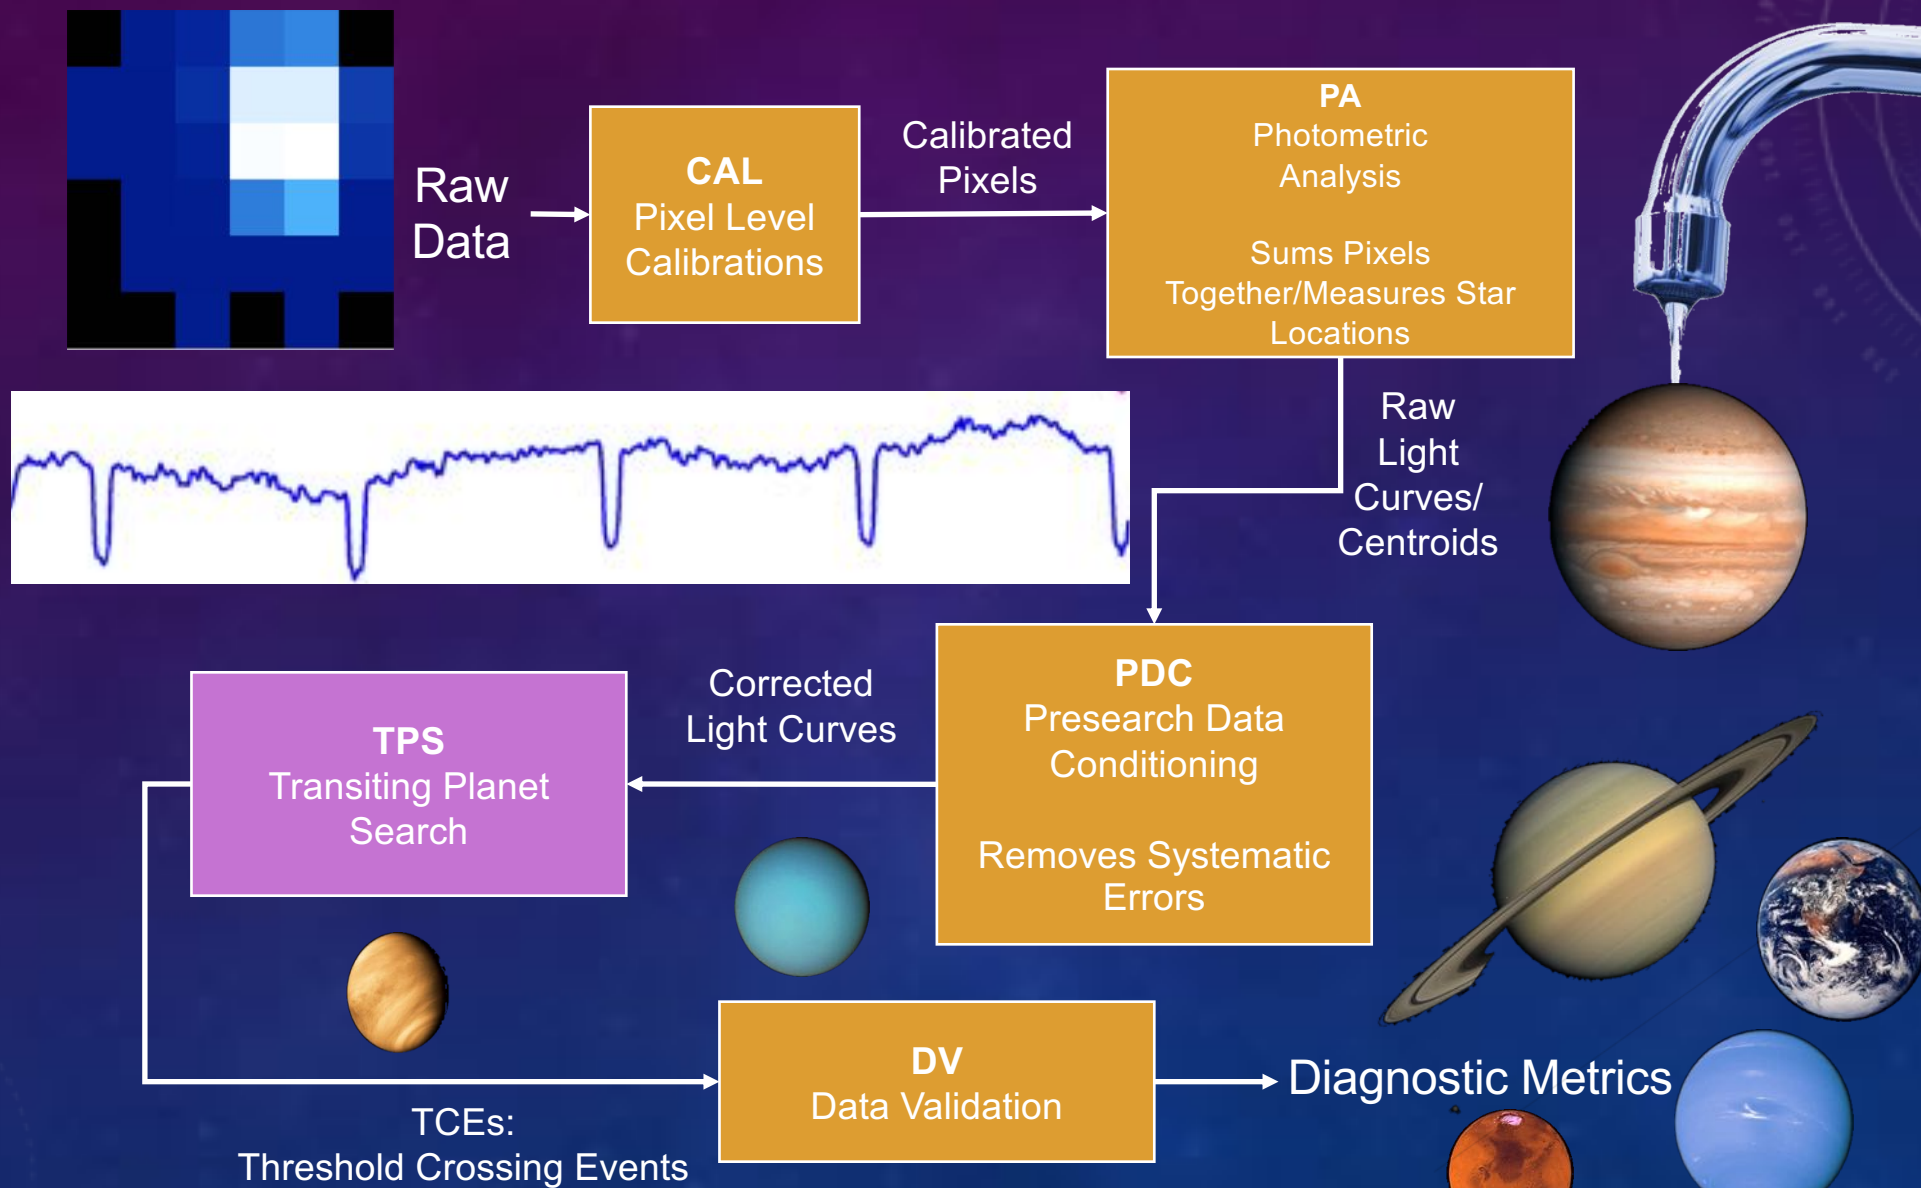 Raw
Data
CAL
Pixel Level
Calibrations
Calibrated
Pixels
PA
Photometric
Analysis
Sums Pixels
Together/Measures Star
Locations
Raw
Light
Curves/
Centroids
PDC
Presearch Data
Conditioning
Removes Systematic
Errors
Corrected
Light Curves
TPS
Transiting Planet
Search
TCEs:
Threshold Crossing Events
DV
Data Validation
Diagnostic Metrics